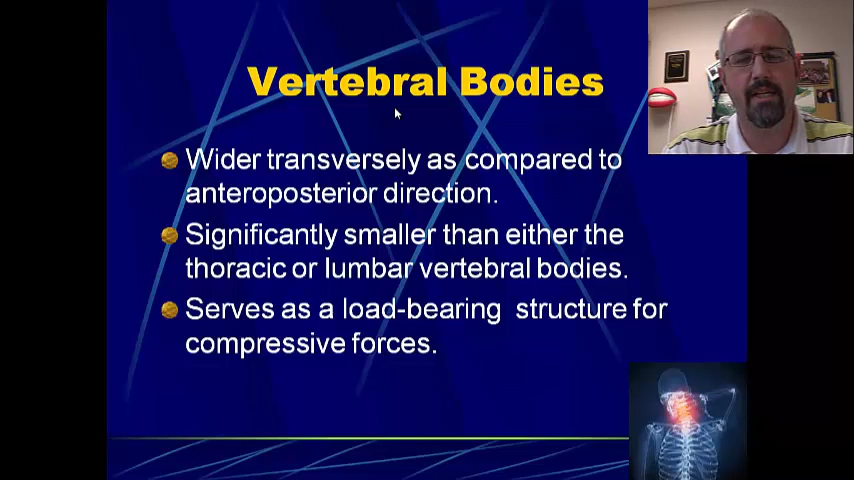 Vertebral Bodies
Wider transversely as compared to
anteroposterior direction.
Significantly smaller than either the
thoracic or lumbar vertebral bodies.
Serves as a load-bearing structure for
compressive forces.